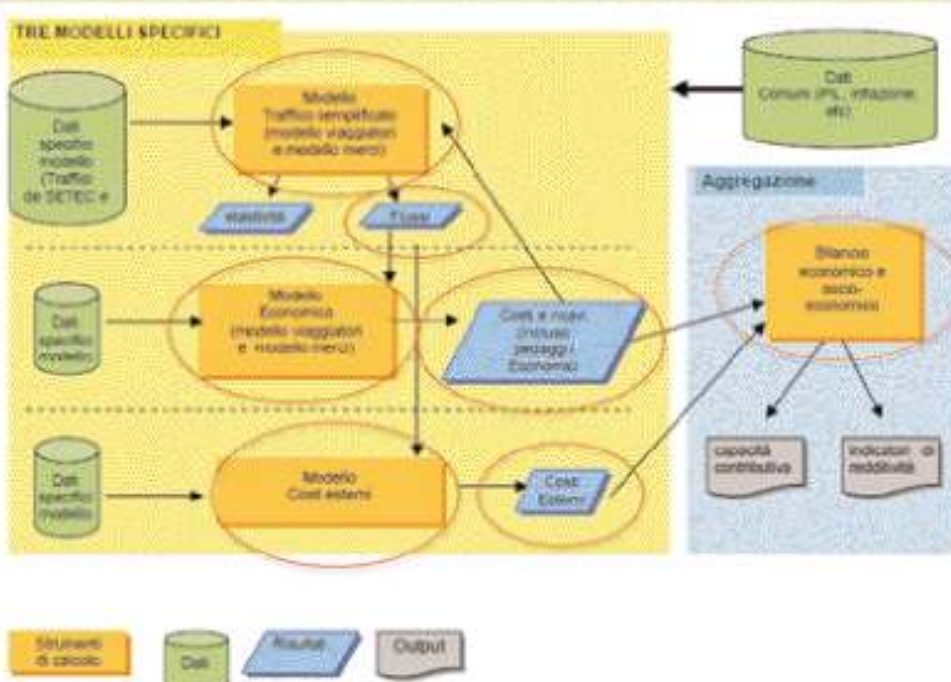 TRE MODELLI SPECIFICI
Dati
Comuni (PIL, inflazione,
etc)
Dati
specifici
modello
(Traffici
de SETEC e
Modello
Traffico semplificato
(modello viaggiatori
e modello merci)
elasticità
Flussi
Aggregazione
Bilancio
economico e
socio-
economico
Dati
specifici
modello
Modello
Economico
(modello viaggiatori
e modello merci)
Costi e ricavi
(inclusi
pedaggi)
Economia)
Dati
specifici
modello
Modello
Costi esterni
Costi
Esterni
capacità
contributiva
indicatori di
redditività
Strumenti
di calcolo
Dati
Risultati
Output